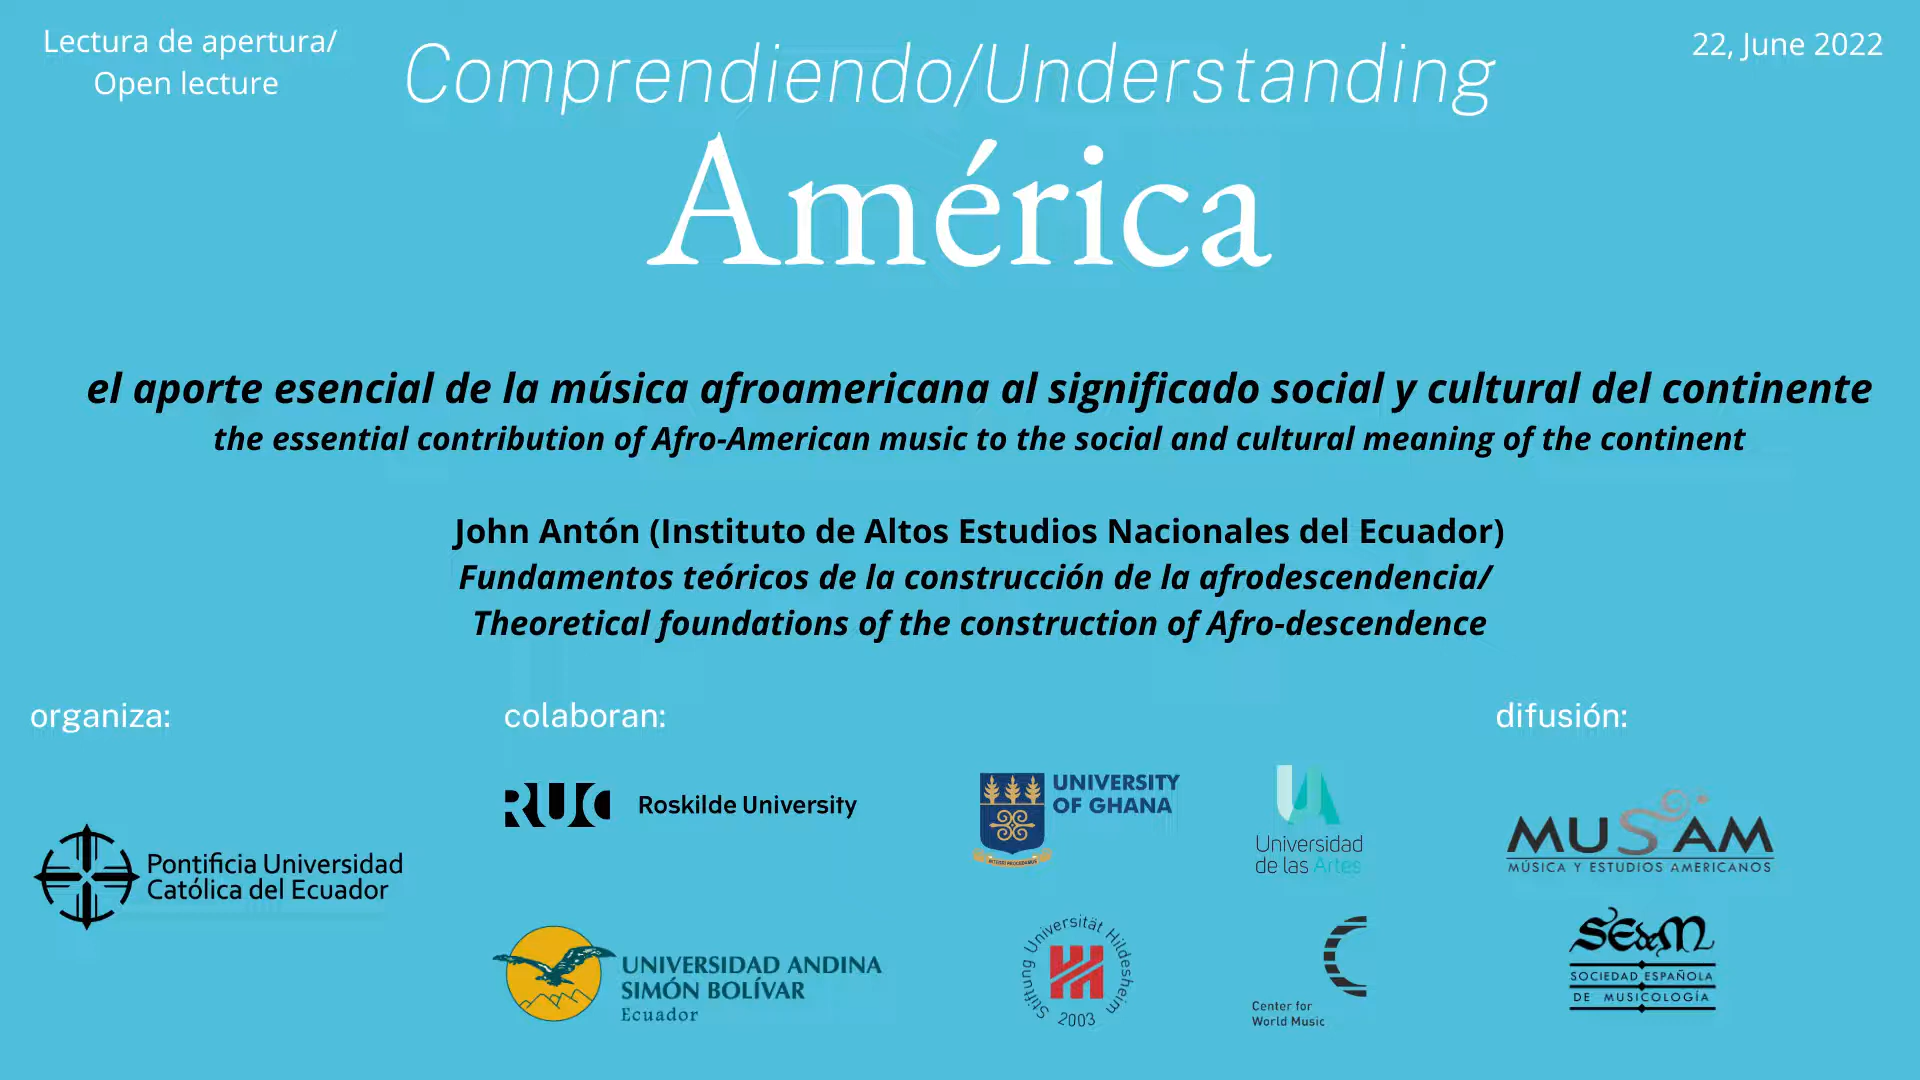 Lectura de apertura/
Open lecture
Comprendiendo/Understanding
22, June 2022
América
el aporte esencial de la música afroamericana al significado social y cultural del continente
the essential contribution of Afro-American music to the social and cultural meaning of the continent
John Antón (Instituto de Altos Estudios Nacionales del Ecuador)
Fundamentos teóricos de la construcción de la afrodescendencia/
Theoretical foundations of the construction of Afro-descendence
organiza:
Pontificia Universidad
Católica del Ecuador
colaboran:
RUC
Roskilde University
UNIVERSITY
OF GHANA
INTEGRI PROCEDAMUS
Universidad
de las Artes
UNIVERSIDAD ANDINA
SIMÓN BOLÍVAR
Ecuador
Stiftung Universität Hildesheim
2003
Center for
World Music
difusión:
MUSAM
MÚSICA Y ESTUDIOS AMERICANOS
SEdeM
SOCIEDAD ESPAÑOLA
DE MUSICOLOGÍA